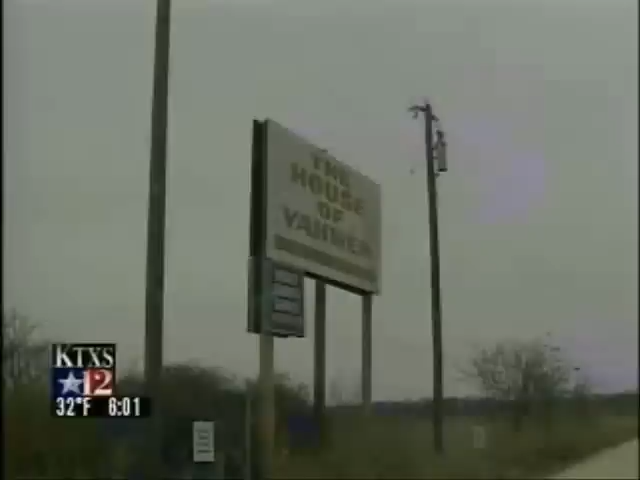 THE
HOUSE
OF
YAHWEH
KTXS
12
32°F 6:01